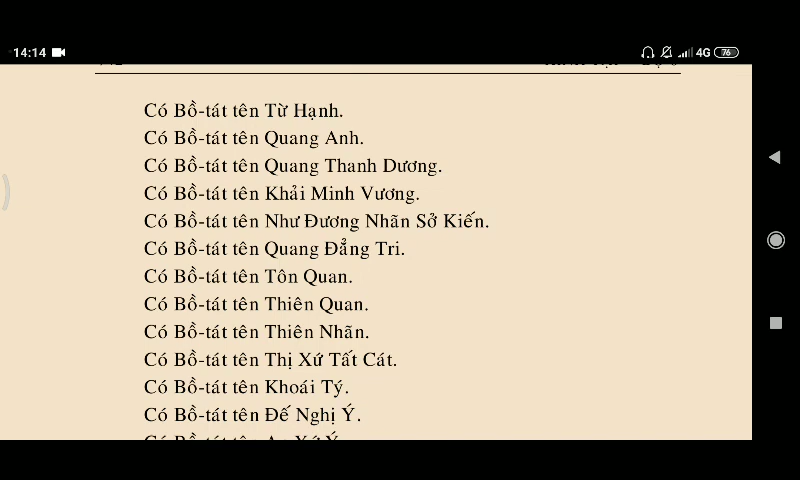 14:14
4G 76
Có Bồ-tát tên Từ Hạnh.
Có Bồ-tát tên Quang Anh.
Có Bồ-tát tên Quang Thanh Dương.
Có Bồ-tát tên Khải Minh Vương.
Có Bồ-tát tên Như Đương Nhãn Sở Kiến.
Có Bồ-tát tên Quang Đẳng Tri.
Có Bồ-tát tên Tôn Quan.
Có Bồ-tát tên Thiên Quan.
Có Bồ-tát tên Thiên Nhãn.
Có Bồ-tát tên Thị Xứ Tất Cát.
Có Bồ-tát tên Khoái Tý.
Có Bồ-tát tên Đế Nghị Ý.
Có Bồ-tát tên